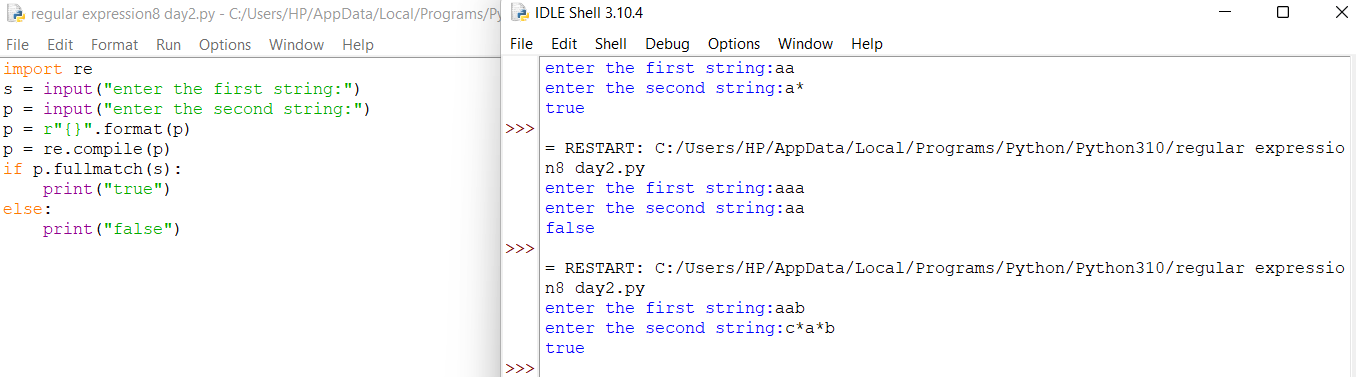 regular expression8 day2.py - C:/Users/HP/AppData/Local/Programs/Py
File Edit Format Run Options Window Help
import re
s = input("enter the first string:")
p = input("enter the second string:")
p = r"{}".format(p)
p = re.compile(p)
if p.fullmatch(s):
    print("true")
else:
    print("false")
IDLE Shell 3.10.4
File Edit Shell Debug Options Window Help
enter the first string:aa
enter the second string:a*
true
>>>
= RESTART: C:/Users/HP/AppData/Local/Programs/Python/Python310/regular expressio
n8 day2.py
enter the first string:aaa
enter the second string:aa
false
>>>
= RESTART: C:/Users/HP/AppData/Local/Programs/Python/Python310/regular expressio
n8 day2.py
enter the first string:aab
enter the second string:c*a*b
true
>>>